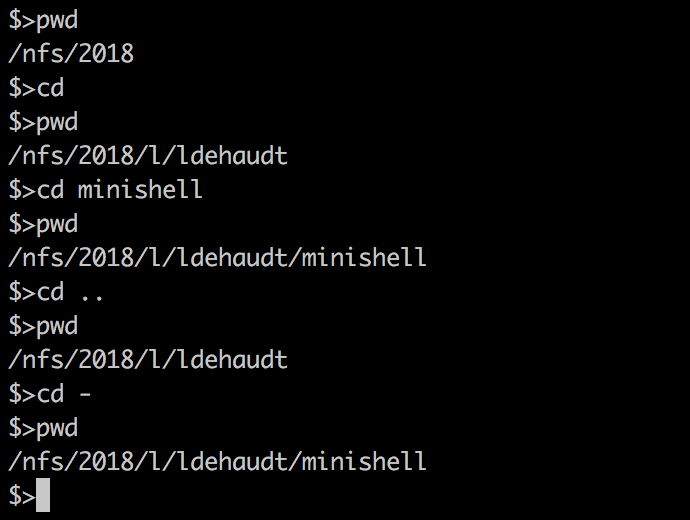 $>pwd
/nfs/2018
$>cd
$>pwd
/nfs/2018/l/ldehaudt
$>cd minishell
$>pwd
/nfs/2018/l/ldehaudt/minishell
$>cd ..
$>pwd
/nfs/2018/l/ldehaudt
$>cd -
$>pwd
/nfs/2018/l/ldehaudt/minishell
$>